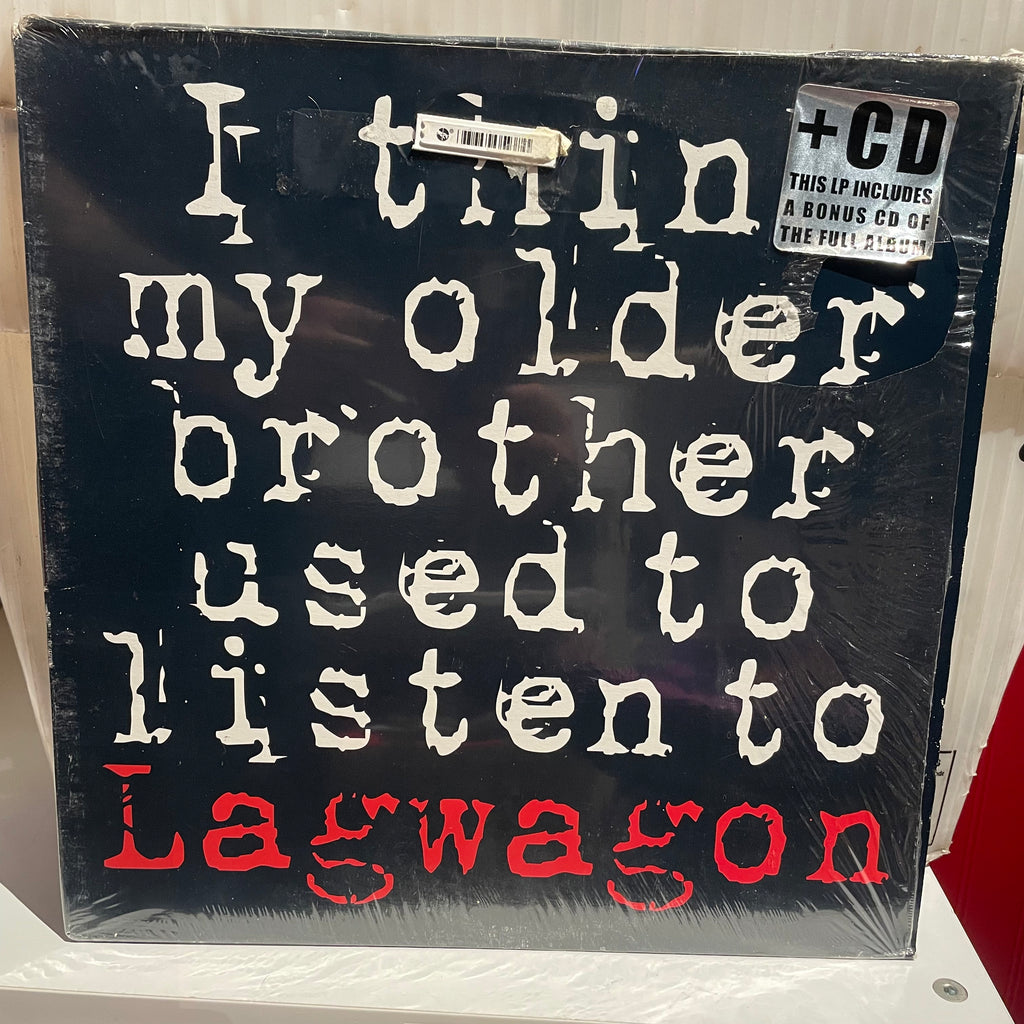 I thin
+CD
THIS LP INCLUDES
A BONUS CD OF
THE FULL ALBUM
my older
brother
used to
listen to
Lagwagon